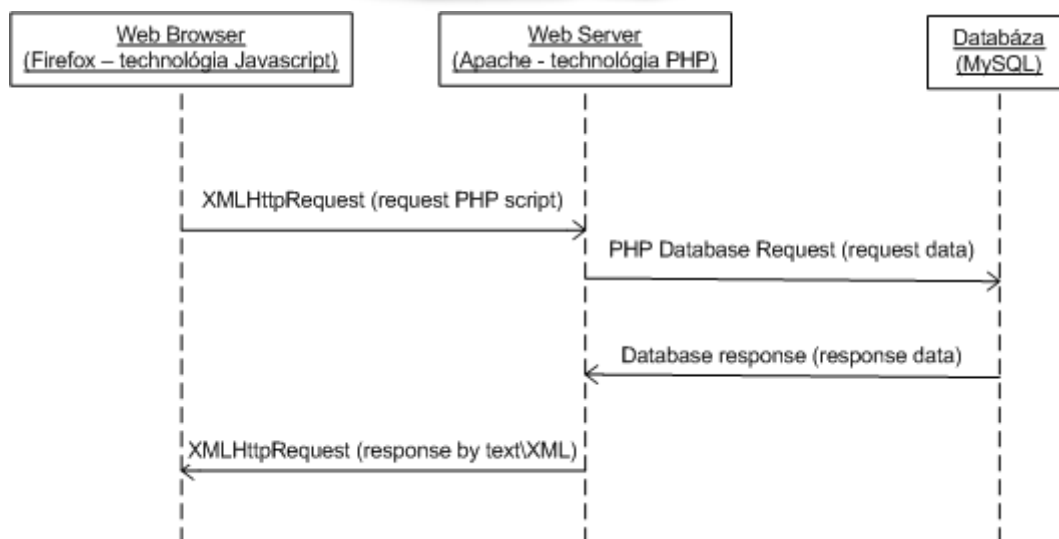 Web Browser
(Firefox – technológia Javascript)
Web Server
(Apache - technológia PHP)
Databáza
(MySQL)
XMLHttpRequest (request PHP script)
PHP Database Request (request data)
Database response (response data)
XMLHttpRequest (response by text\XML)